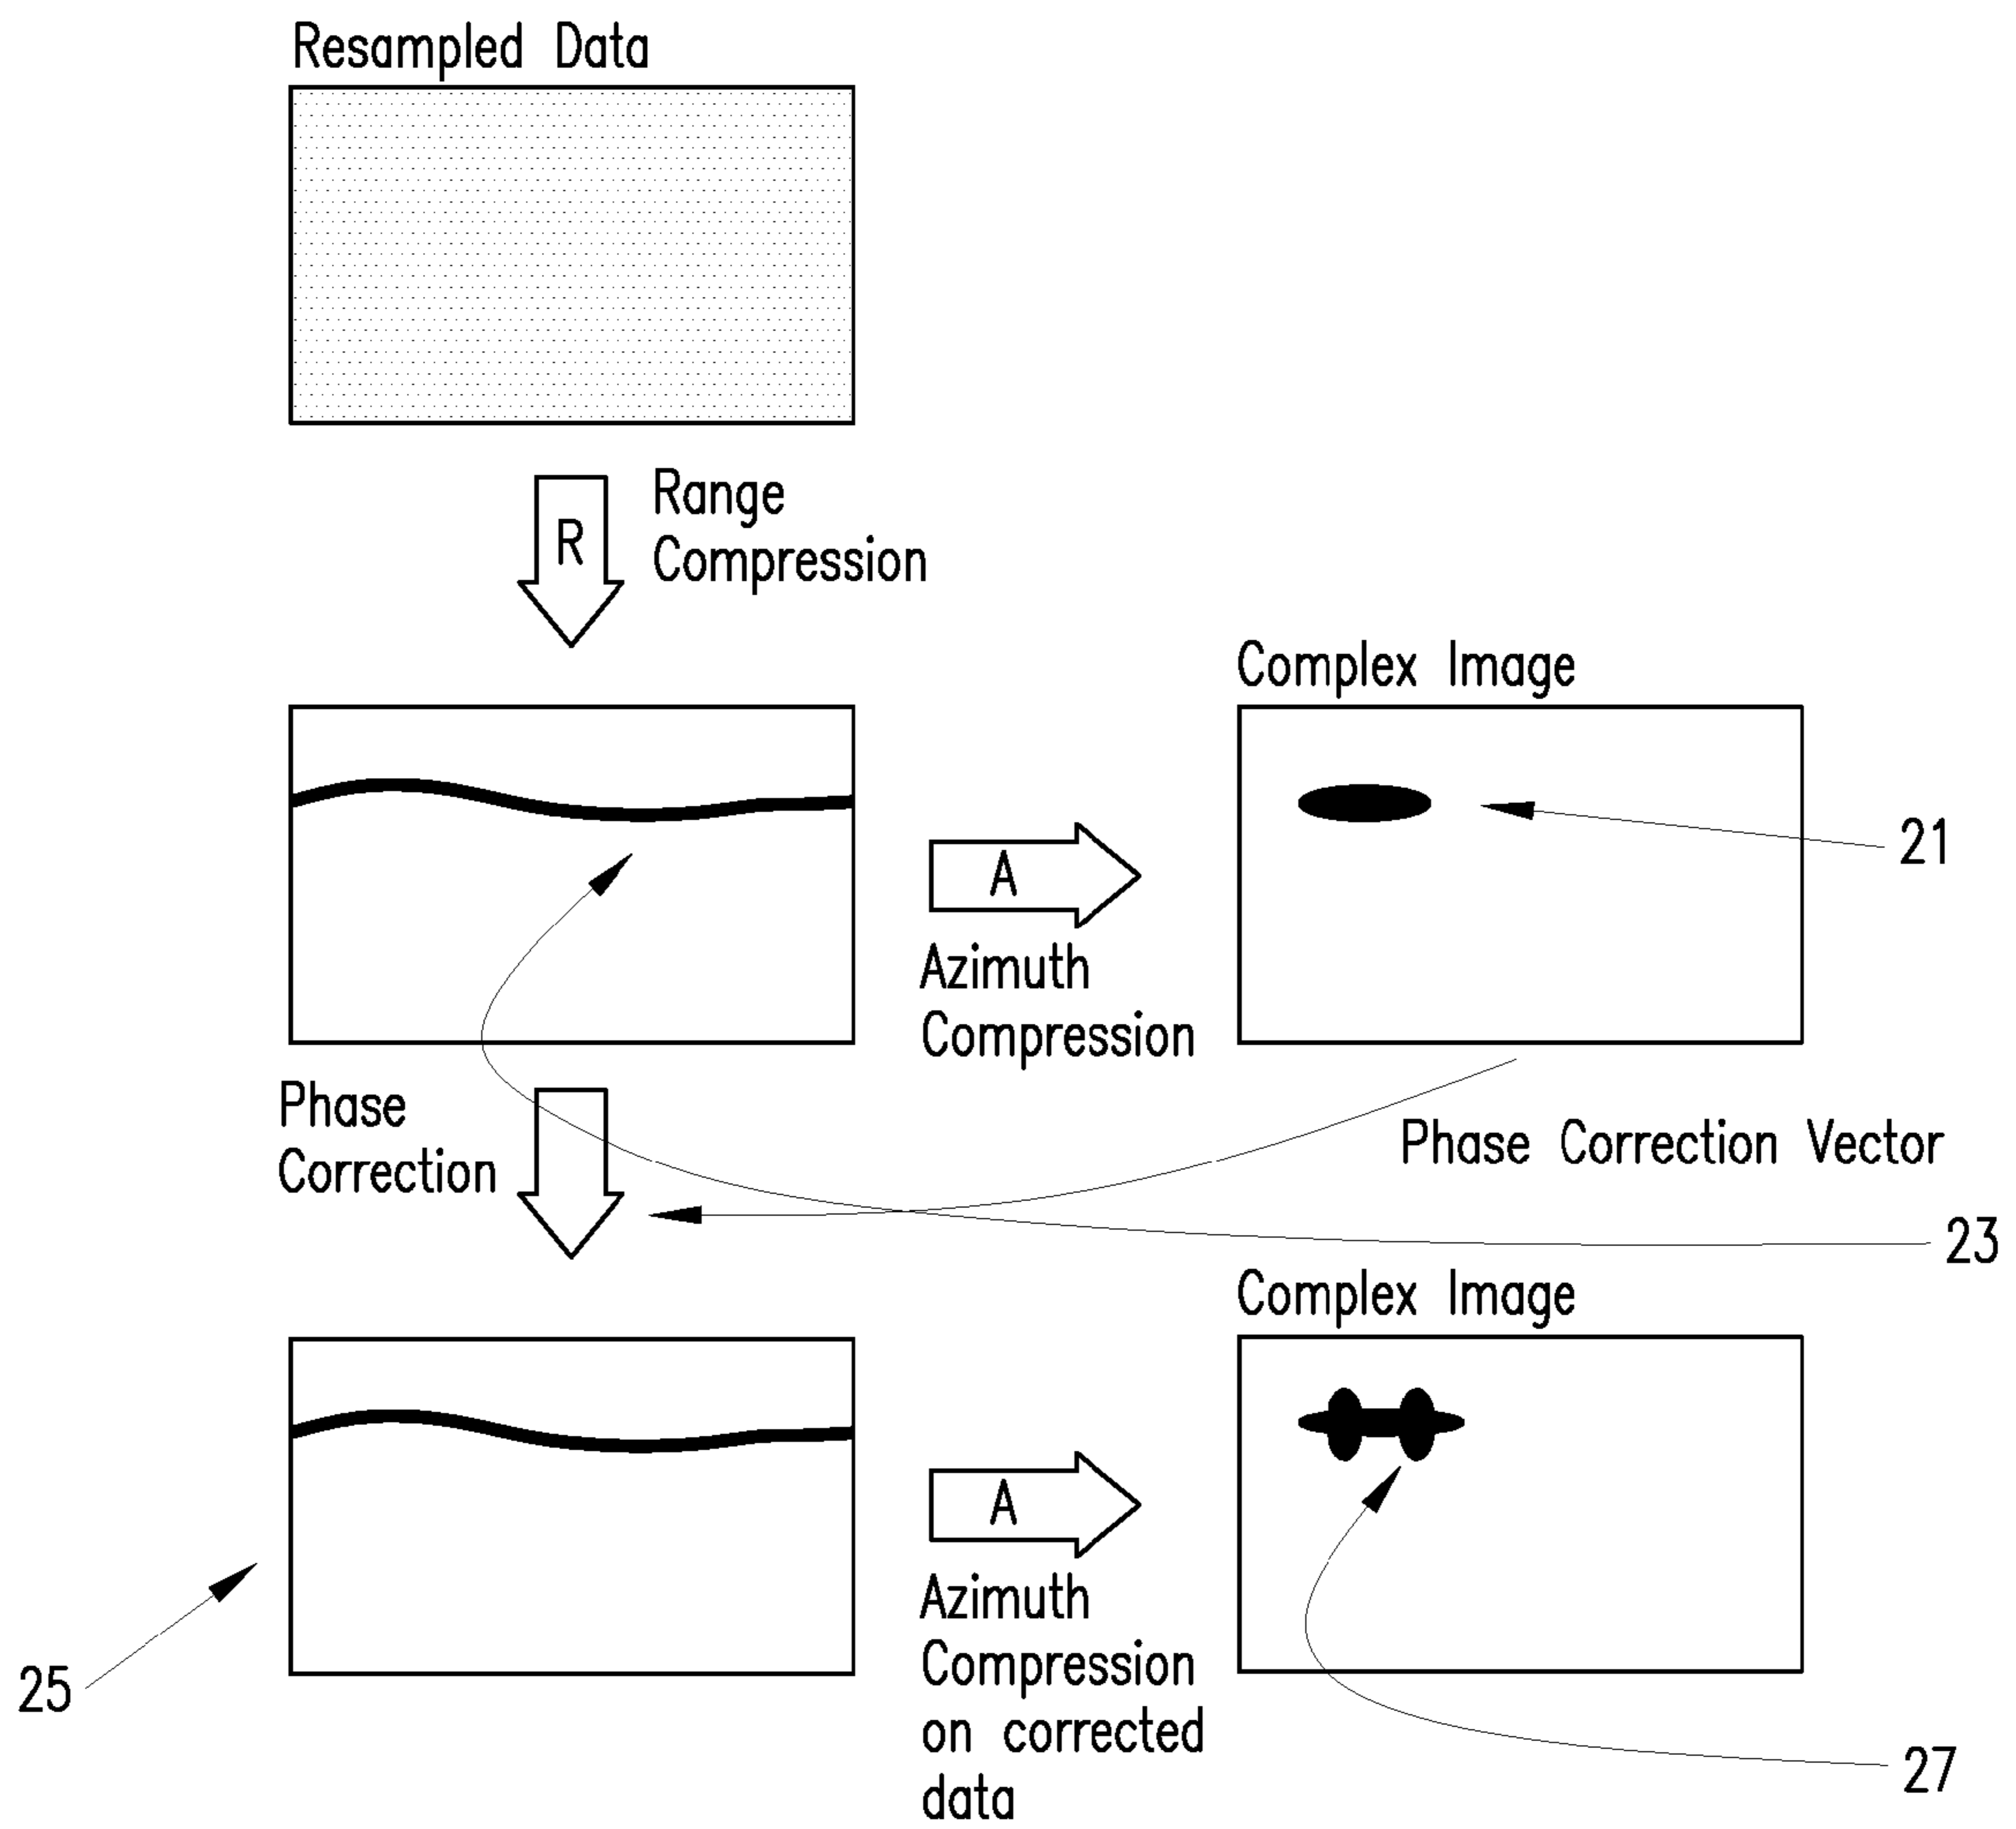 Resampled Data
R
Range
Compression
Complex Image
21
A
Azimuth
Compression
Phase
Correction
Phase Correction Vector
23
Complex Image
A
Azimuth
Compression
on corrected
data
25
27